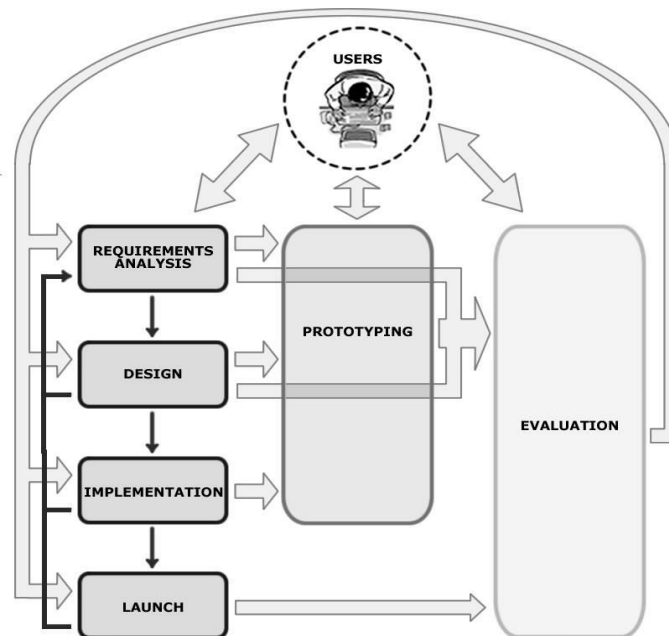 USERS
REQUIREMENTS
ANALYSIS
PROTOTYPING
DESIGN
EVALUATION
IMPLEMENTATION
LAUNCH